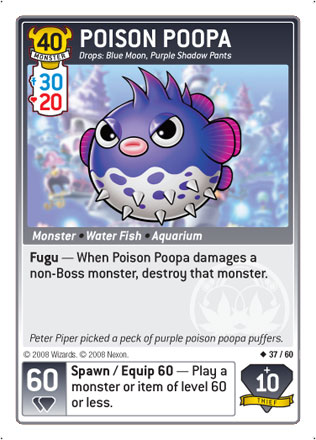 40 POISON POOPA
MONSTER
Drops: Blue Moon, Purple Shadow Pants
30
20
Monster • Water Fish • Aquarium
Fugu — When Poison Poopa damages a
non-Boss monster, destroy that monster.
Peter Piper picked a peck of purple poison poopa puffers.
© 2008 Wizards. © 2008 Nexon. ◆ 37 / 60
60
Spawn / Equip 60 — Play a
monster or item of level 60
or less.
+
10
THIEF